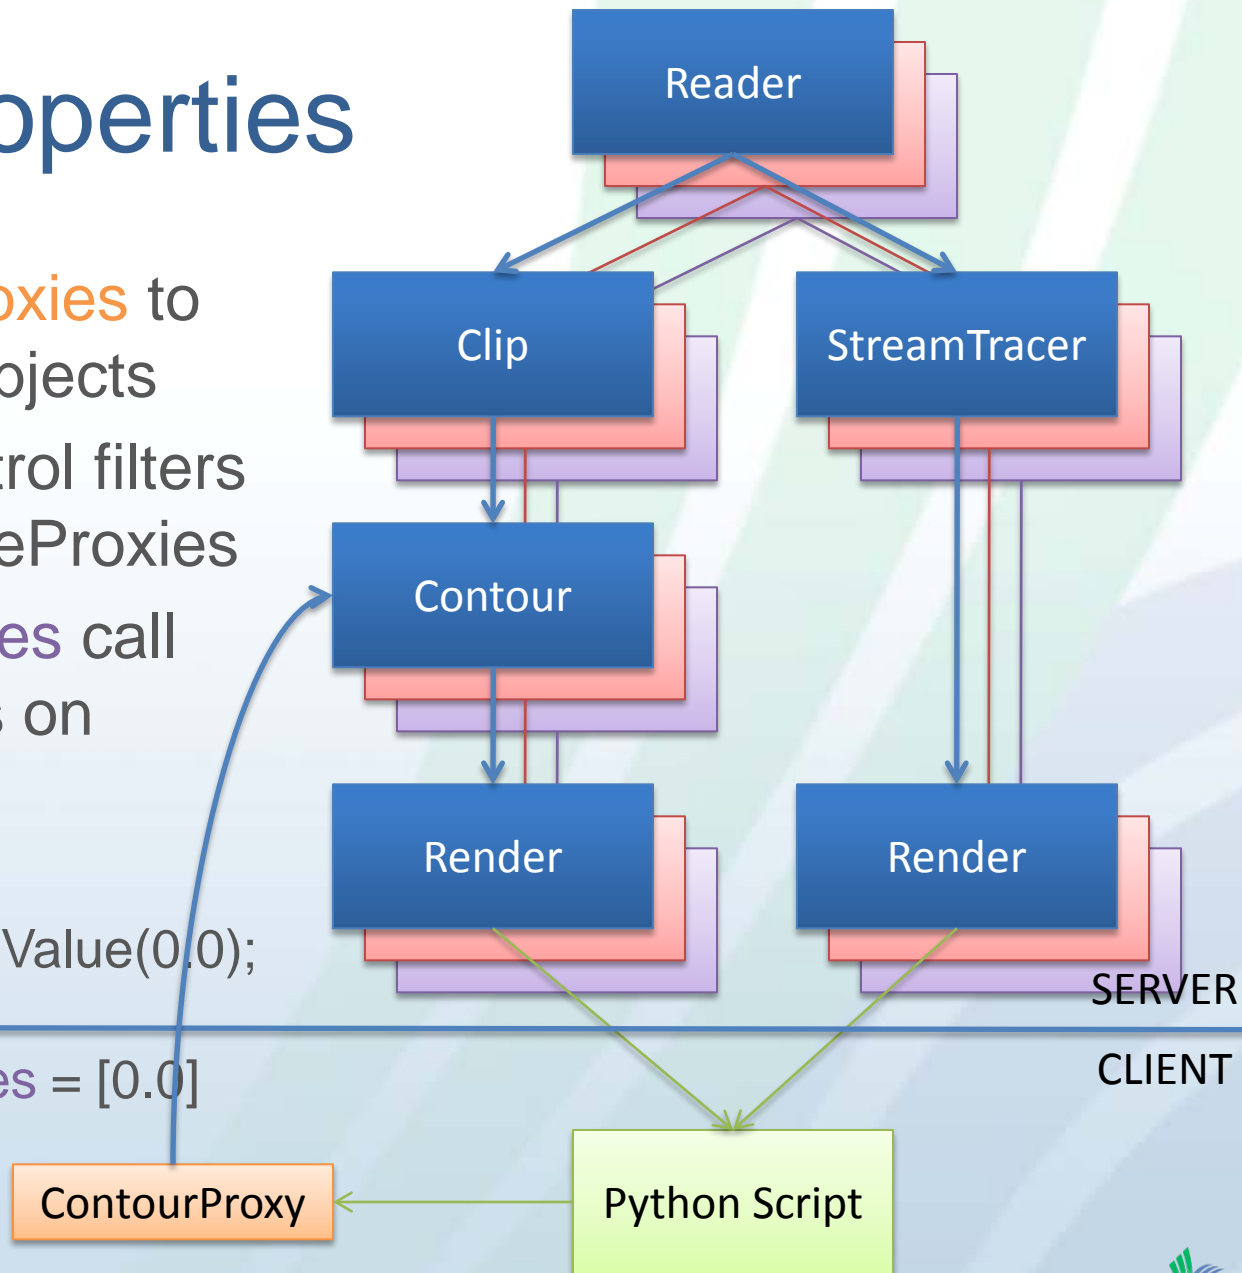 operties
oxies to
bjects
trol filters
eProxies
es call
s on
Value(0.0);
es = [0.0]
Reader
Clip
StreamTracer
Contour
Render
Render
SERVER
CLIENT
ContourProxy
Python Script